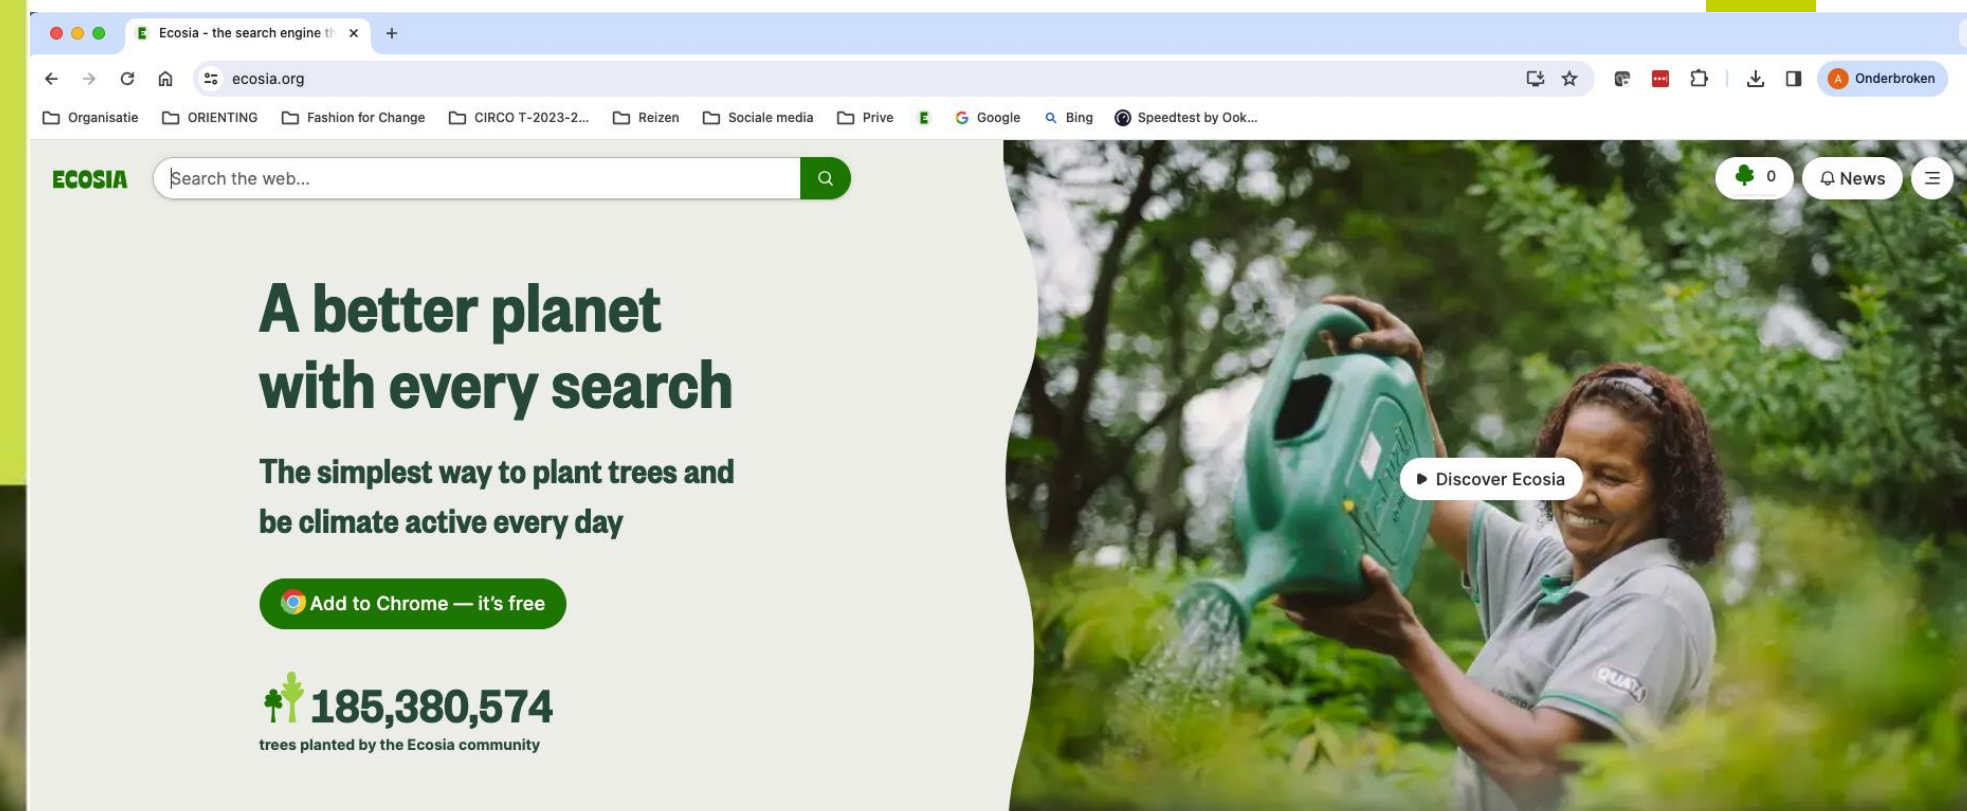 Ecosia - the search engine th
ecosia.org
A Onderbroken
Organisatie ORIENTING Fashion for Change CIRCO T-2023-2... Reizen Sociale media Prive Google Bing Speedtest by Ook...
ECOSIA Search the web... 0 News
A better planet
with every search
The simplest way to plant trees and
be climate active every day
Discover Ecosia
Add to Chrome — it's free
185,380,574
trees planted by the Ecosia community
QUATÁ